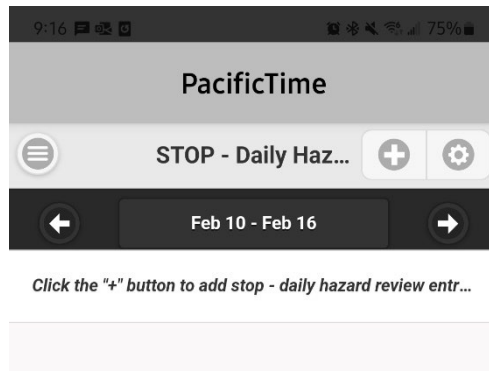 9:16 75%
PacificTime
STOP - Daily Haz...
Feb 10 - Feb 16
Click the "+" button to add stop - daily hazard review entr...